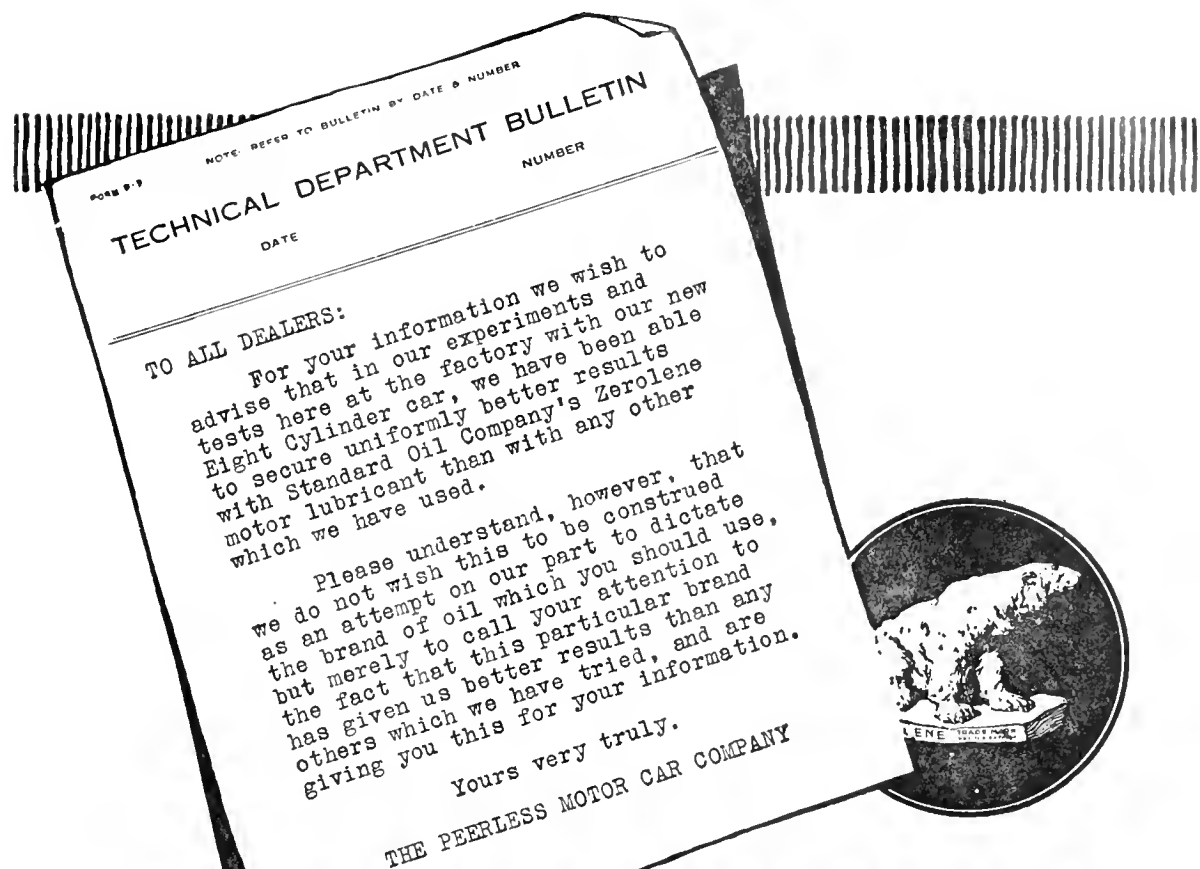 NOTE: REFER TO BULLETIN BY DATE & NUMBER
TECHNICAL DEPARTMENT BULLETIN
DATE
NUMBER
TO ALL DEALERS:
For your information we wish to
advise that in our experiments and
tests here at the factory with our new
Eight Cylinder car, we have been able
to secure uniformly better results
with Standard Oil Company's Zerolene
motor lubricant than with any other
which we have used.
Please understand, however, that
we do not wish this to be construed
as an attempt on our part to dictate
the brand of oil which you should use,
but merely to call your attention to
the fact that this particular brand
has given us better results than any
others which we have tried, and are
giving you this for your information.
Yours very truly.
THE PEERLESS MOTOR CAR COMPANY
LENE TRADE MARK